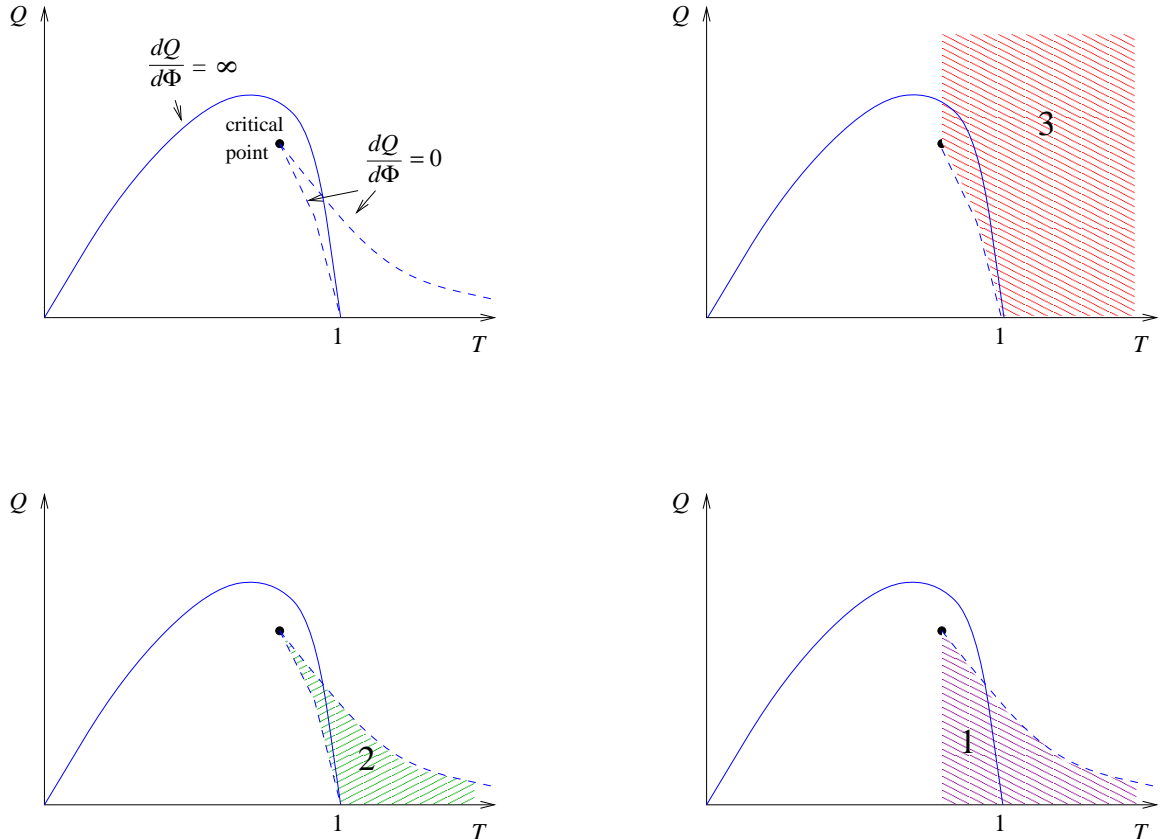 Q
dQ
dΦ = ∞
critical
point
dQ
dΦ = 0
1
T
Q
3
1
T
Q
2
1
T
Q
1
1
T